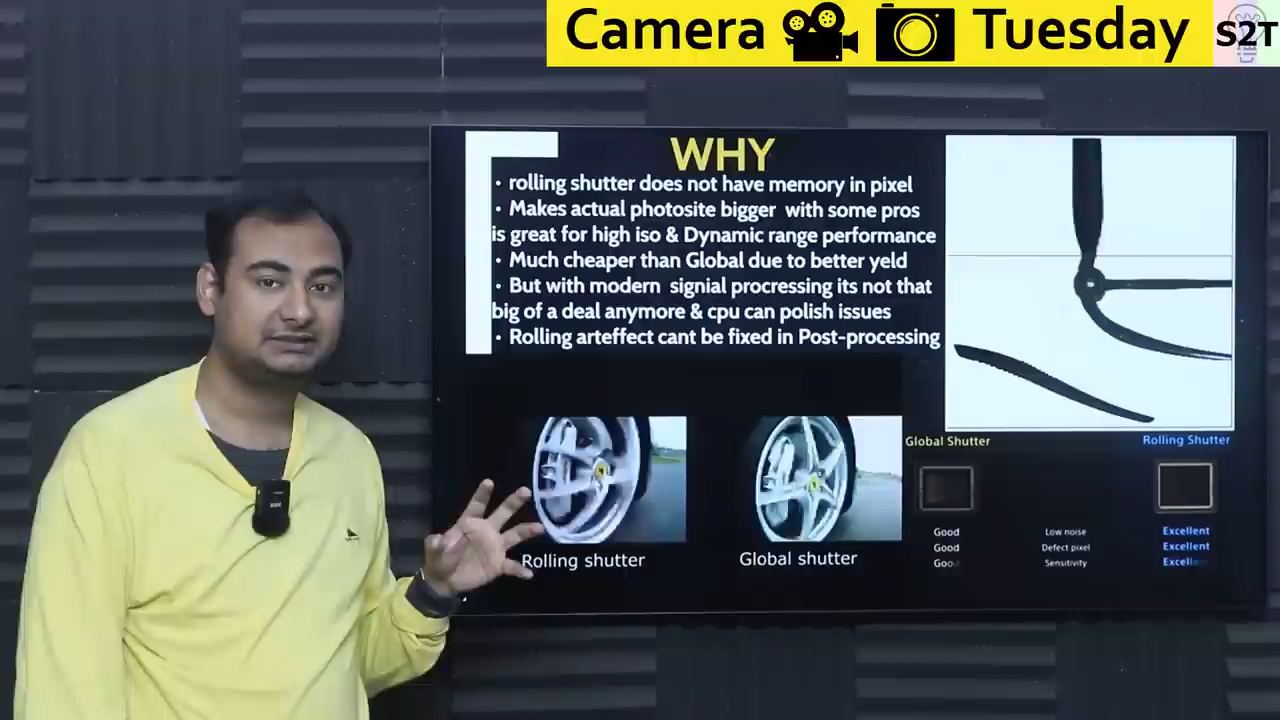 Camera Tuesday S2T
WHY
• rolling shutter does not have memory in pixel
• Makes actual photosite bigger with some pros
is great for high iso & Dynamic range performance
• Much cheaper than Global due to better yeld
• But with modern signial procressing its not that
big of a deal anymore & cpu can polish issues
• Rolling arteffect cant be fixed in Post-processing
Rolling shutter
Global shutter
Global Shutter Rolling Shutter
Good Low noise Excellent
Good Defect pixel Excellent
Good Sensitivity Excellen